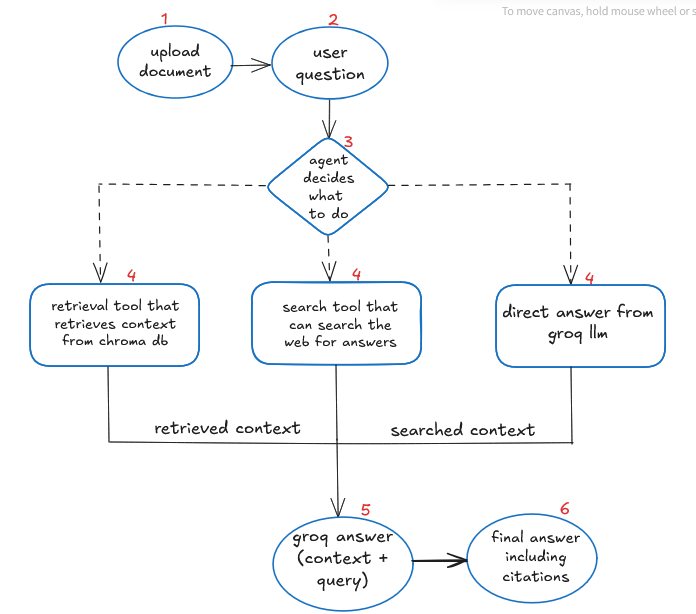 To move canvas, hold mouse wheel or s
1
upload
document
2
user
question
3
agent
decides
what
to do
4
retrieval tool that
retrieves context
from chroma db
4
search tool that
can search the
web for answers
4
direct answer from
groq llm
retrieved context
searched context
5
groq answer
(context +
query)
6
final answer
including
citations